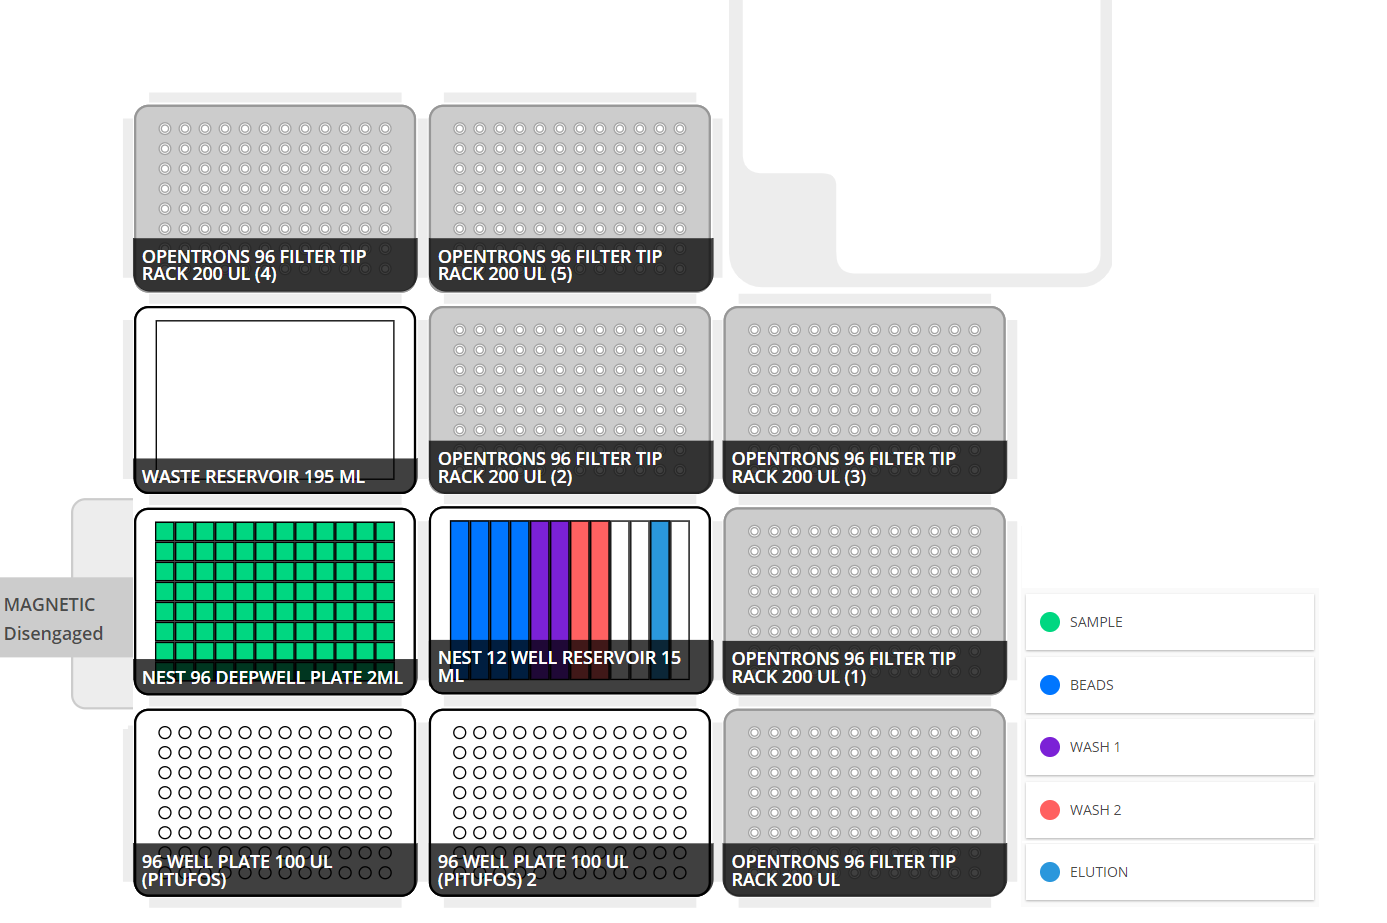 OPENTRONS 96 FILTER TIP
RACK 200 UL (4)
OPENTRONS 96 FILTER TIP
RACK 200 UL (5)
WASTE RESERVOIR 195 ML
OPENTRONS 96 FILTER TIP
RACK 200 UL (2)
OPENTRONS 96 FILTER TIP
RACK 200 UL (3)
MAGNETIC
Disengaged
NEST 96 DEEPWELL PLATE 2ML
NEST 12 WELL RESERVOIR 15
ML
OPENTRONS 96 FILTER TIP
RACK 200 UL (1)
96 WELL PLATE 100 UL
(PITUFOS)
96 WELL PLATE 100 UL
(PITUFOS) 2
OPENTRONS 96 FILTER TIP
RACK 200 UL
SAMPLE
BEADS
WASH 1
WASH 2
ELUTION